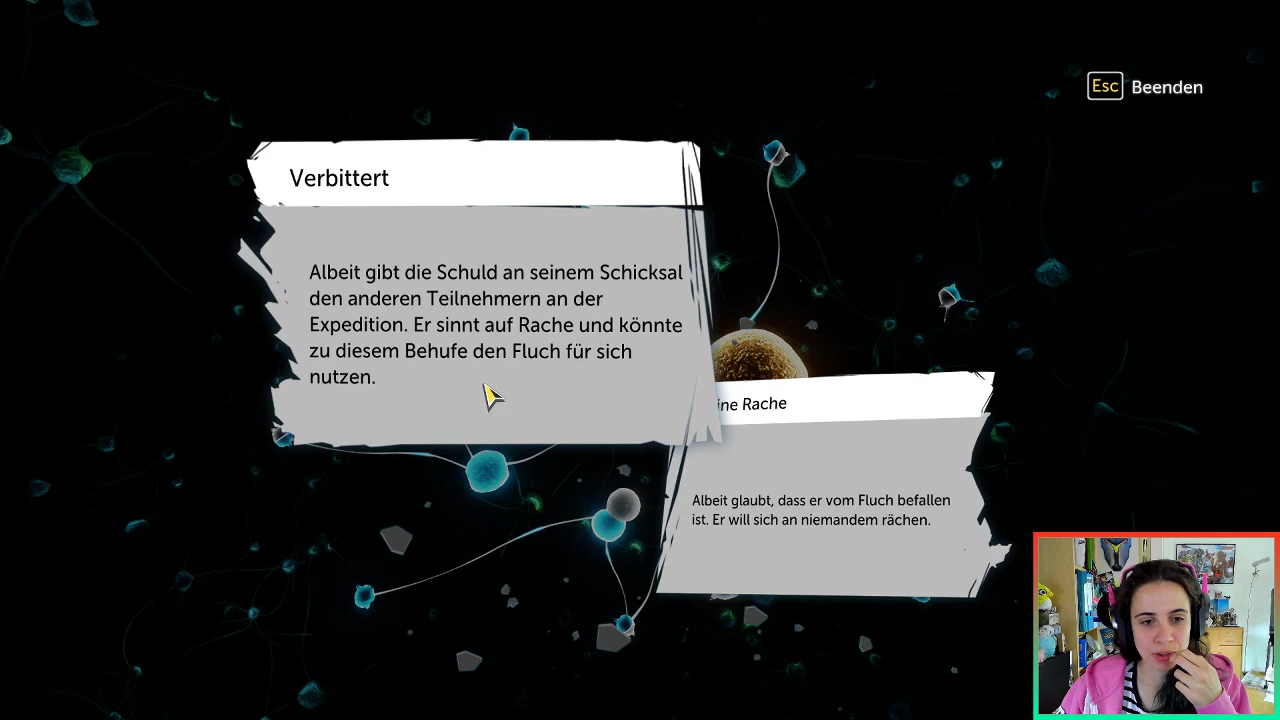 Esc Beenden
Verbittert
Albeit gibt die Schuld an seinem Schicksal
den anderen Teilnehmern an der
Expedition. Er sinnt auf Rache und könnte
zu diesem Behufe den Fluch für sich
nutzen.
ine Rache
Albeit glaubt, dass er vom Fluch befallen
ist. Er will sich an niemandem rächen.